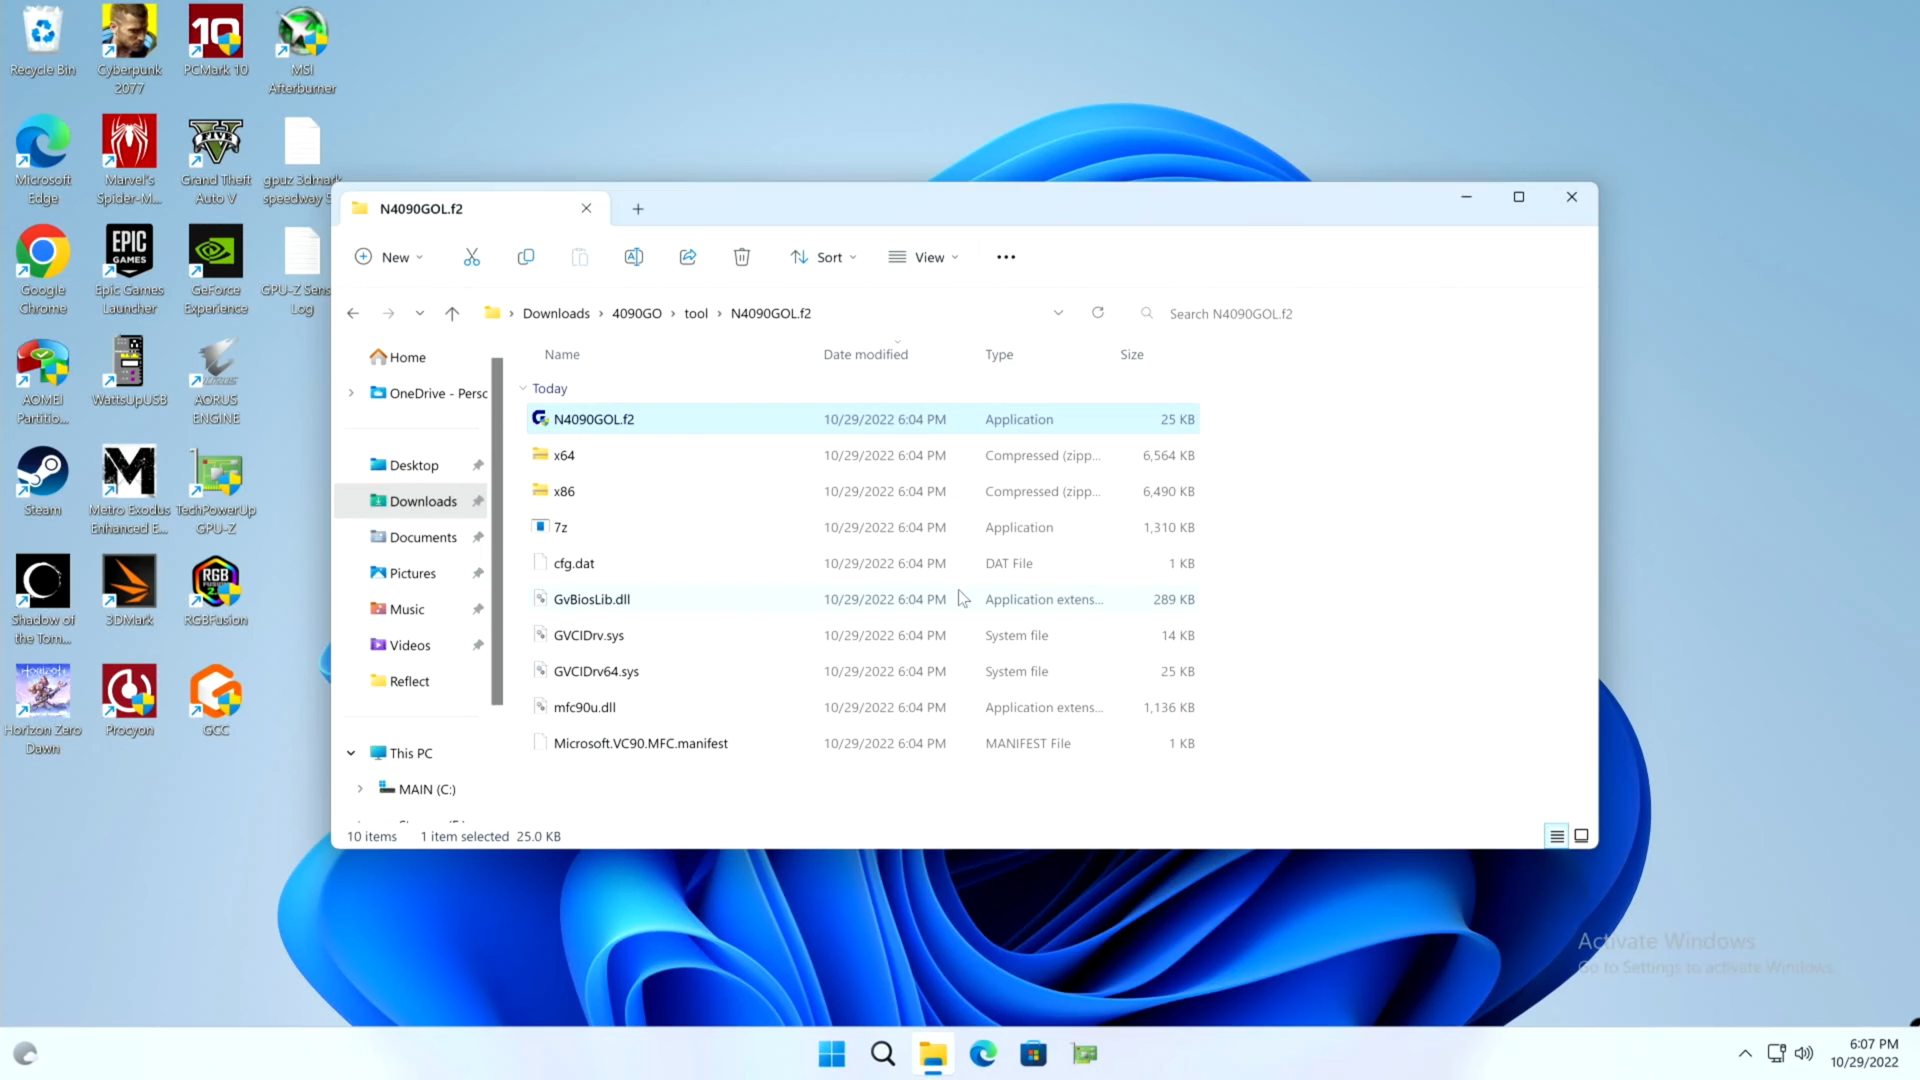 Recycle Bin
Cyberpunk
2077
PCMark 10
MSI
Afterburner
Microsoft
Edge
Marvel's
Spider-M...
Grand Theft
Auto V
gpuz 3dmark
speedway
Google
Chrome
Epic Games
Launcher
GeForce
Experience
GPU-Z Sens
Log
AOMEI
Partitio...
WattsUpUSB
AORUS
ENGINE
Steam
Metro Exodus
Enhanced E...
TechPowerUp
GPU-Z
Shadow of
the Tom...
3DMark
RGBFusion
Horizon Zero
Dawn
Procyon
GCC
10
FIVE
EPIC
GAMES
RGB
N4090GOL.f2
New
Sort
View
Downloads › 4090GO › tool › N4090GOL.f2
Search N4090GOL.f2
Home
OneDrive - Persc
Desktop
Downloads
Documents
Pictures
Music
Videos
Reflect
This PC
MAIN (C:)
Name Date modified Type Size
Today
N4090GOL.f2 10/29/2022 6:04 PM Application 25 KB
x64 10/29/2022 6:04 PM Compressed (zipp... 6,564 KB
x86 10/29/2022 6:04 PM Compressed (zipp... 6,490 KB
7z 10/29/2022 6:04 PM Application 1,310 KB
cfg.dat 10/29/2022 6:04 PM DAT File 1 KB
GvBiosLib.dll 10/29/2022 6:04 PM Application extens... 289 KB
GVCIDrv.sys 10/29/2022 6:04 PM System file 14 KB
GVCIDrv64.sys 10/29/2022 6:04 PM System file 25 KB
mfc90u.dll 10/29/2022 6:04 PM Application extens... 1,136 KB
Microsoft.VC90.MFC.manifest 10/29/2022 6:04 PM MANIFEST File 1 KB
10 items 1 item selected 25.0 KB
Activate Windows
Go to Settings to activate Windows.
6:07 PM
10/29/2022